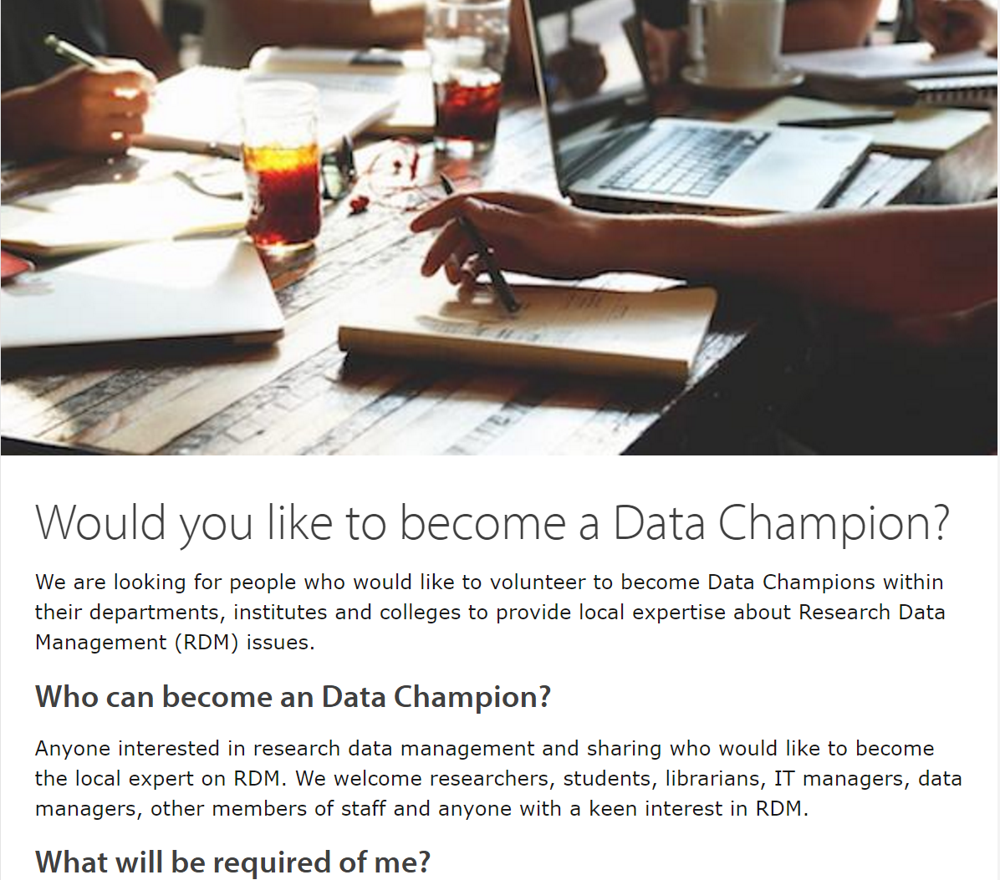 Would you like to become a Data Champion?
We are looking for people who would like to volunteer to become Data Champions within
their departments, institutes and colleges to provide local expertise about Research Data
Management (RDM) issues.
Who can become an Data Champion?
Anyone interested in research data management and sharing who would like to become
the local expert on RDM. We welcome researchers, students, librarians, IT managers, data
managers, other members of staff and anyone with a keen interest in RDM.
What will be required of me?